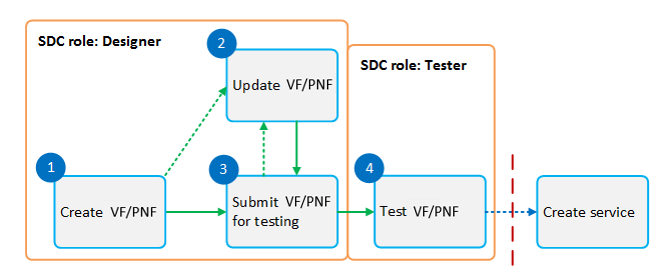 SDC role: Designer
2
Update VF/PNF
SDC role: Tester
1
Create VF/PNF
3
Submit VF/PNF
for testing
4
Test VF/PNF
Create service